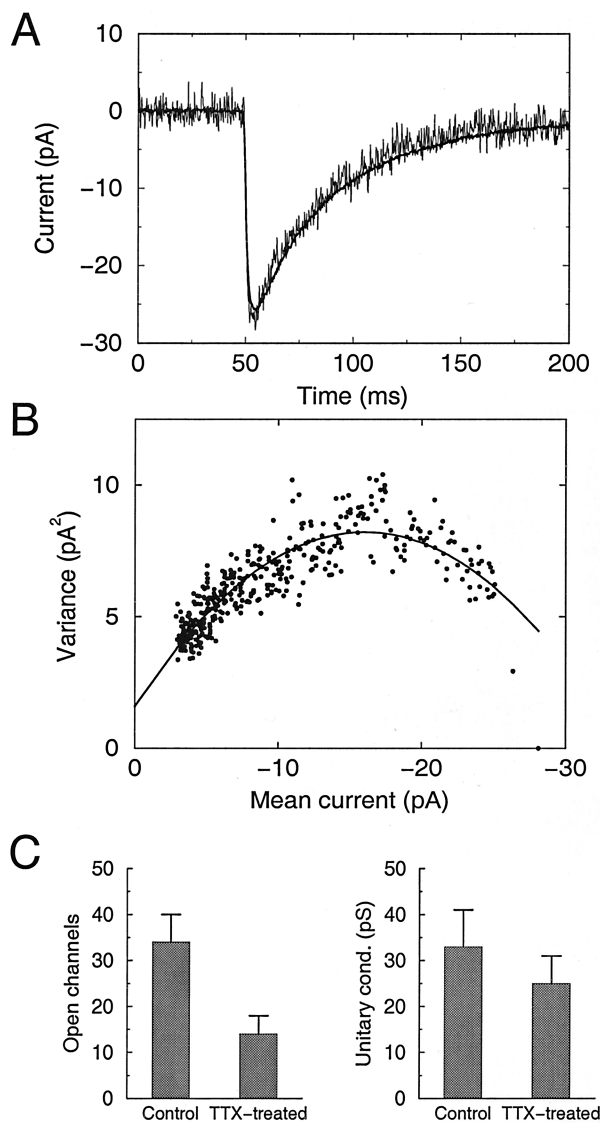 A
10
0
−10
−20
−30
Current (pA)
0 50 100 150 200
Time (ms)
B
10
5
0
Variance (pA²)
0 −10 −20 −30
Mean current (pA)
C
50
40
30
20
10
0
Open channels
Control TTX−treated
50
40
30
20
10
0
Unitary cond. (pS)
Control TTX−treated